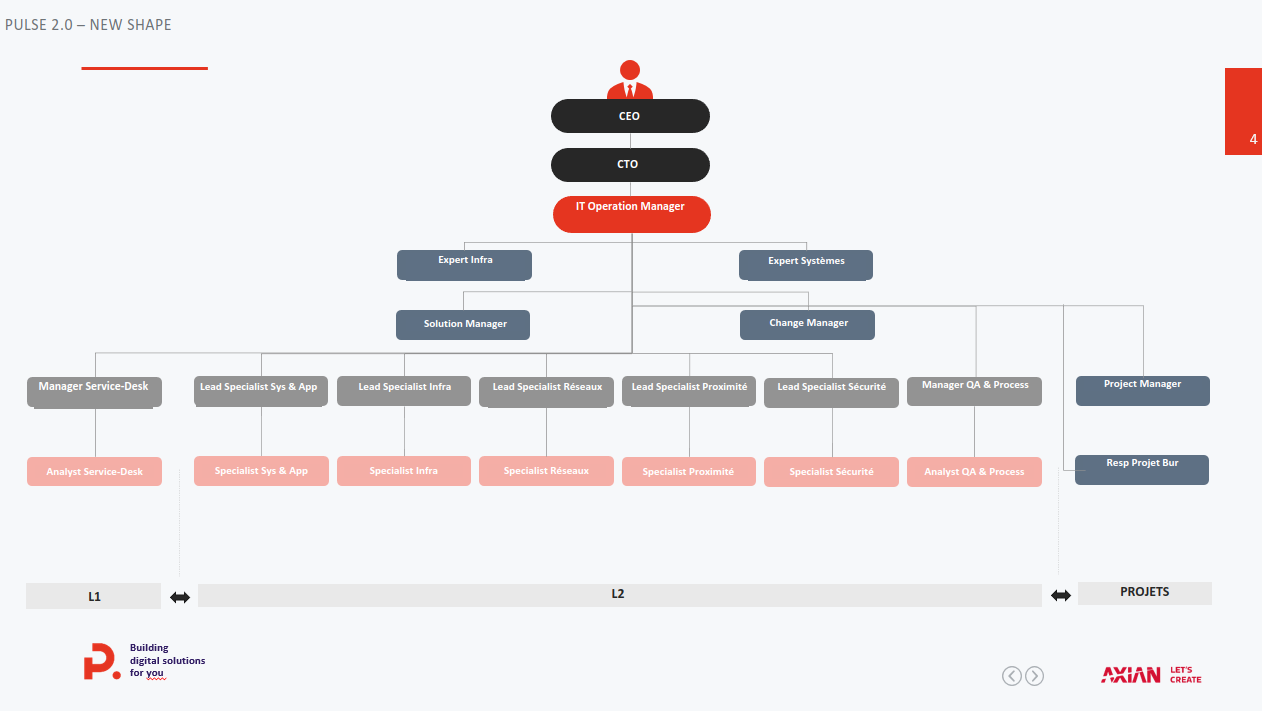 PULSE 2.0 – NEW SHAPE
4
CEO
CTO
IT Operation Manager
Expert Infra
Expert Systèmes
Solution Manager
Change Manager
Manager Service-Desk
Lead Specialist Sys & App
Lead Specialist Infra
Lead Specialist Réseaux
Lead Specialist Proximité
Lead Specialist Sécurité
Manager QA & Process
Project Manager
Analyst Service-Desk
Specialist Sys & App
Specialist Infra
Specialist Réseaux
Specialist Proximité
Specialist Sécurité
Analyst QA & Process
Resp Projet Bur
L1
L2
PROJETS
P.
Building
digital solutions
for you
AXIAN
LET'S
CREATE